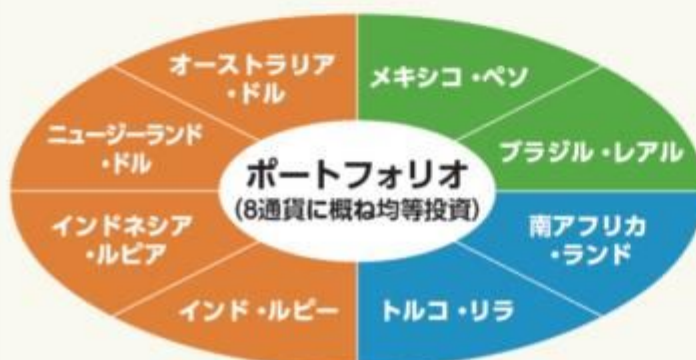 オーストラリア
・ドル
メキシコ・ペソ
ニュージーランド
・ドル
ブラジル・レアル
ポートフォリオ
(8通貨に概ね均等投資)
インドネシア
・ルピア
南アフリカ
・ランド
インド・ルピー
トルコ・リラ